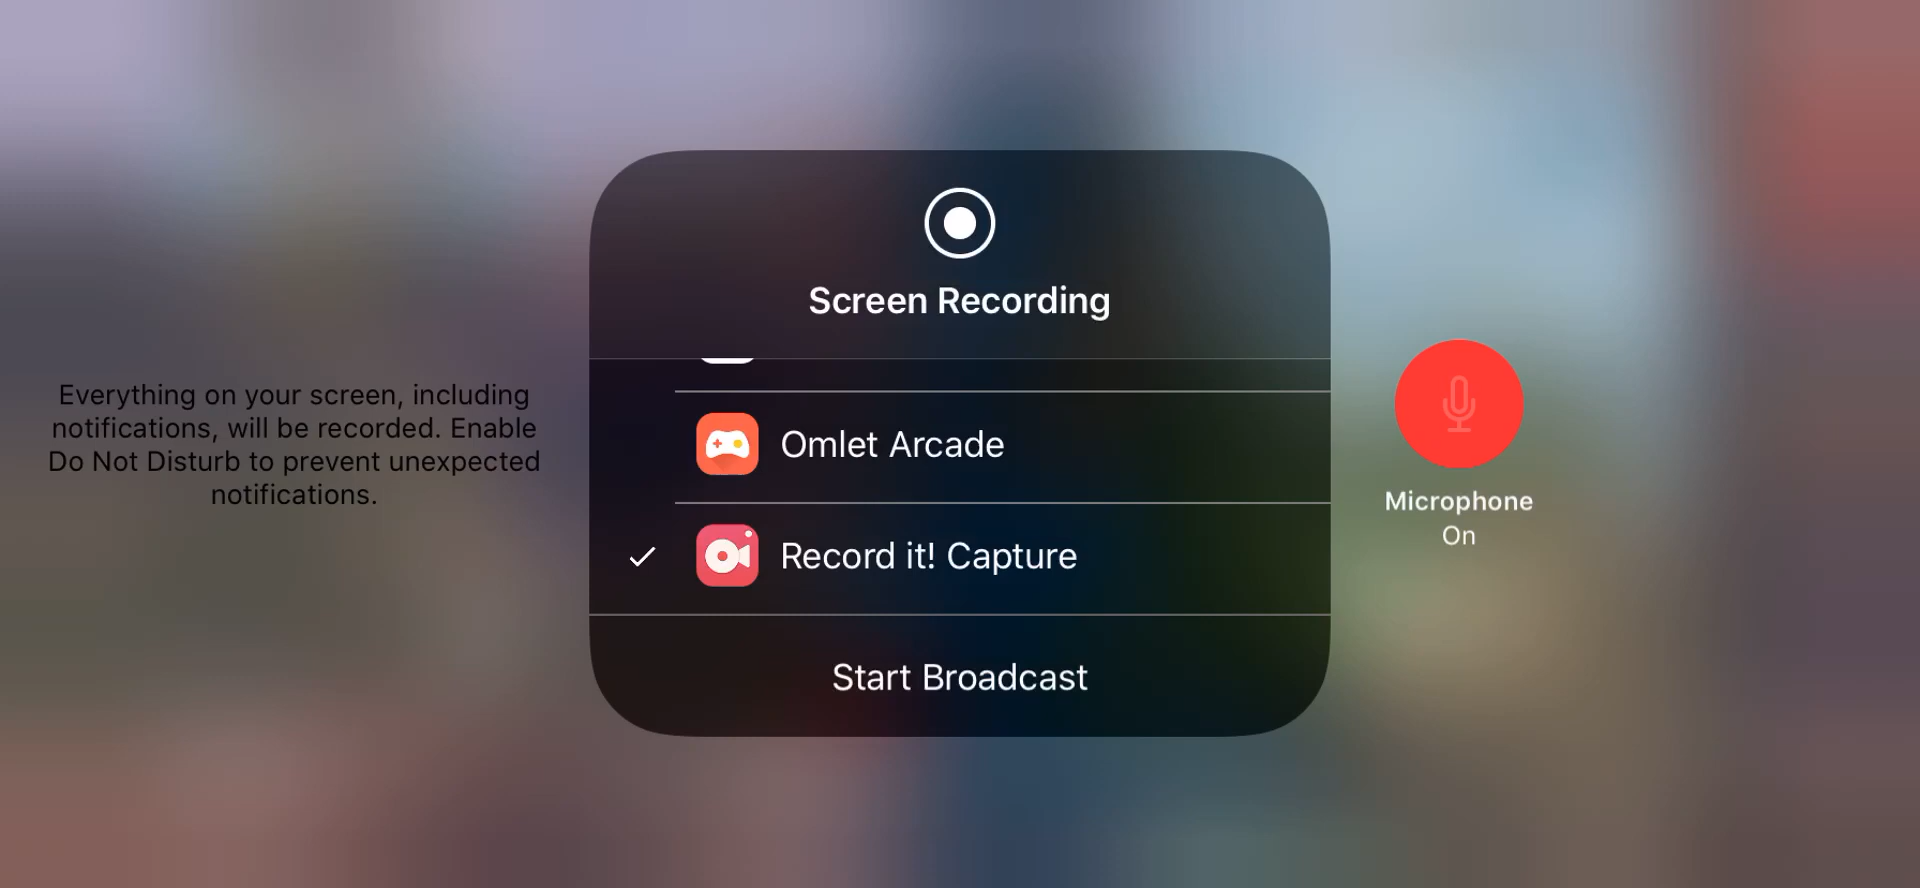 Screen Recording
Everything on your screen, including
notifications, will be recorded. Enable
Do Not Disturb to prevent unexpected
notifications.
Omlet Arcade
Record it! Capture
Start Broadcast
Microphone
On